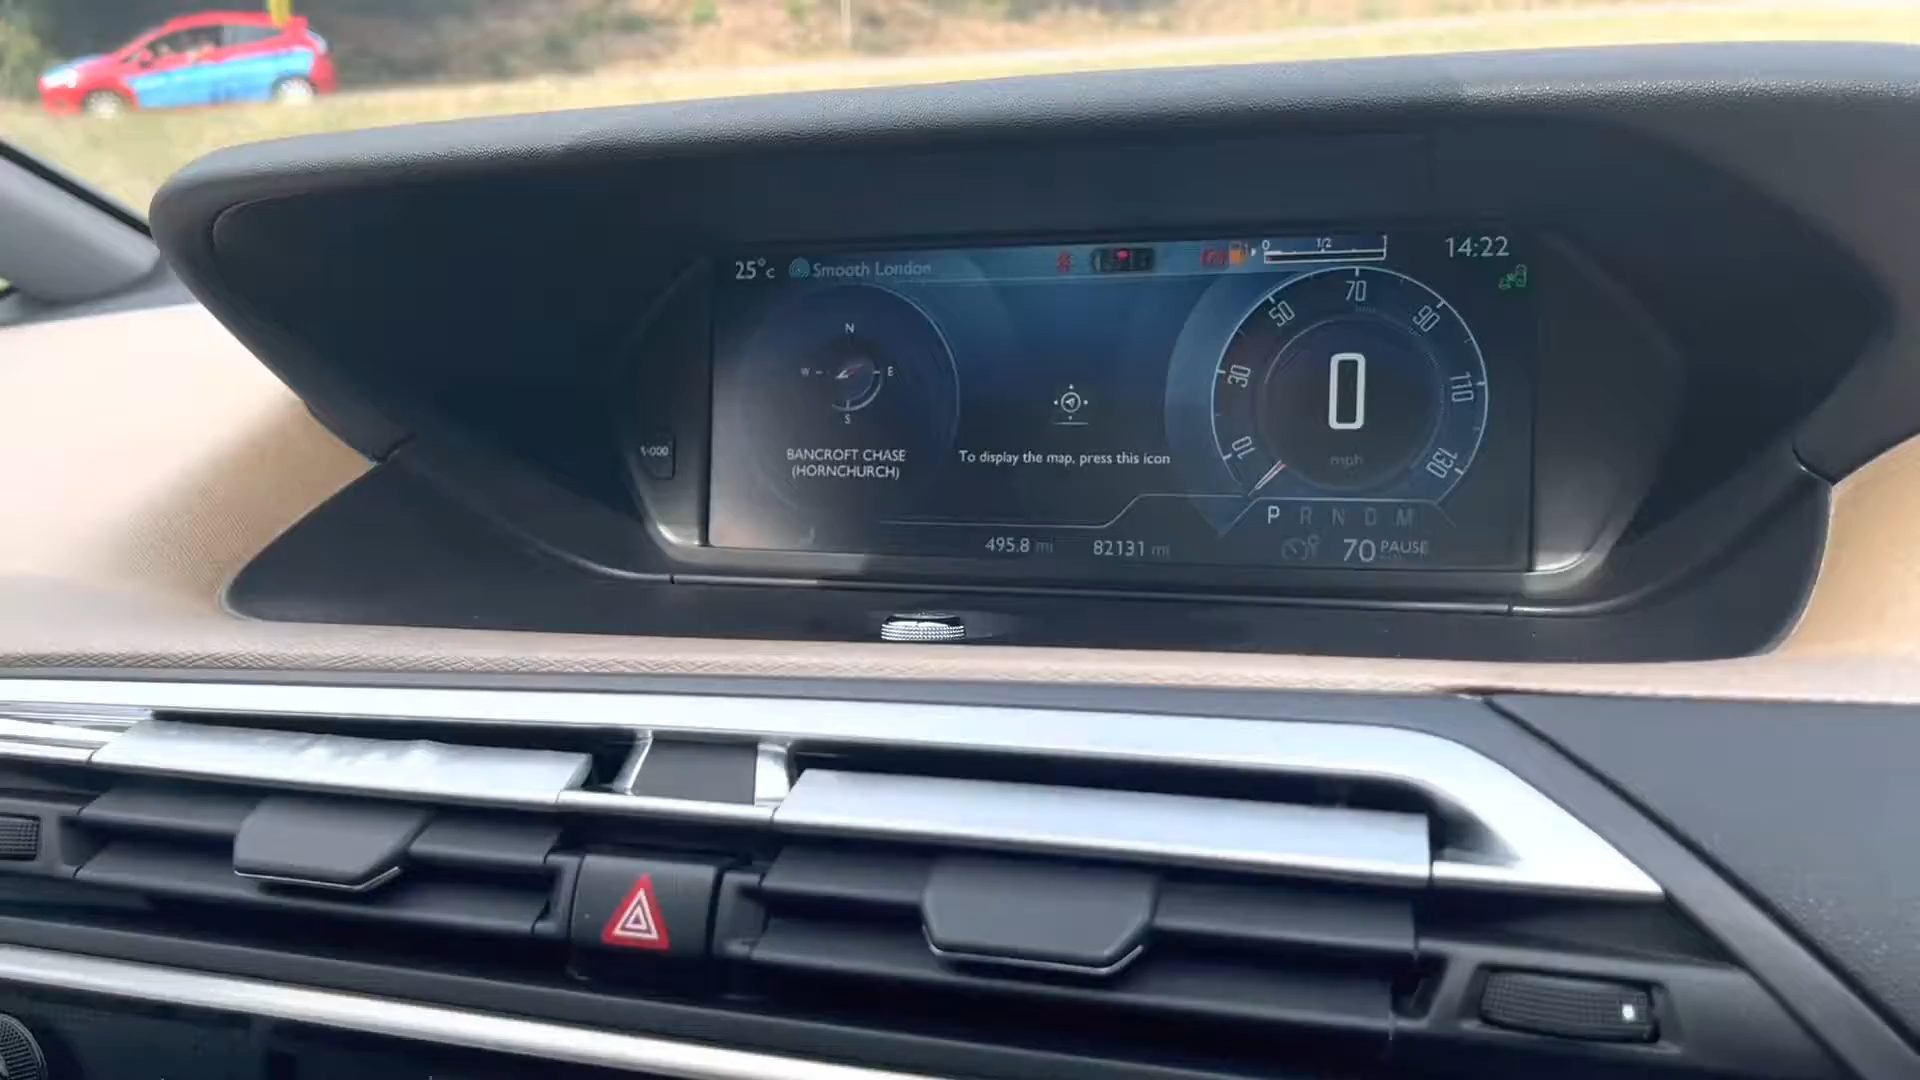 25°C Smooth London
0 1/2 1
14:22
N
W E
S
BANCROFT CHASE
(HORNCHURCH)
To display the map, press this icon
10 30 50 70 90 110 130
0
mph
P R N D M
495.8 mi 82131 mi
70 PAUSE